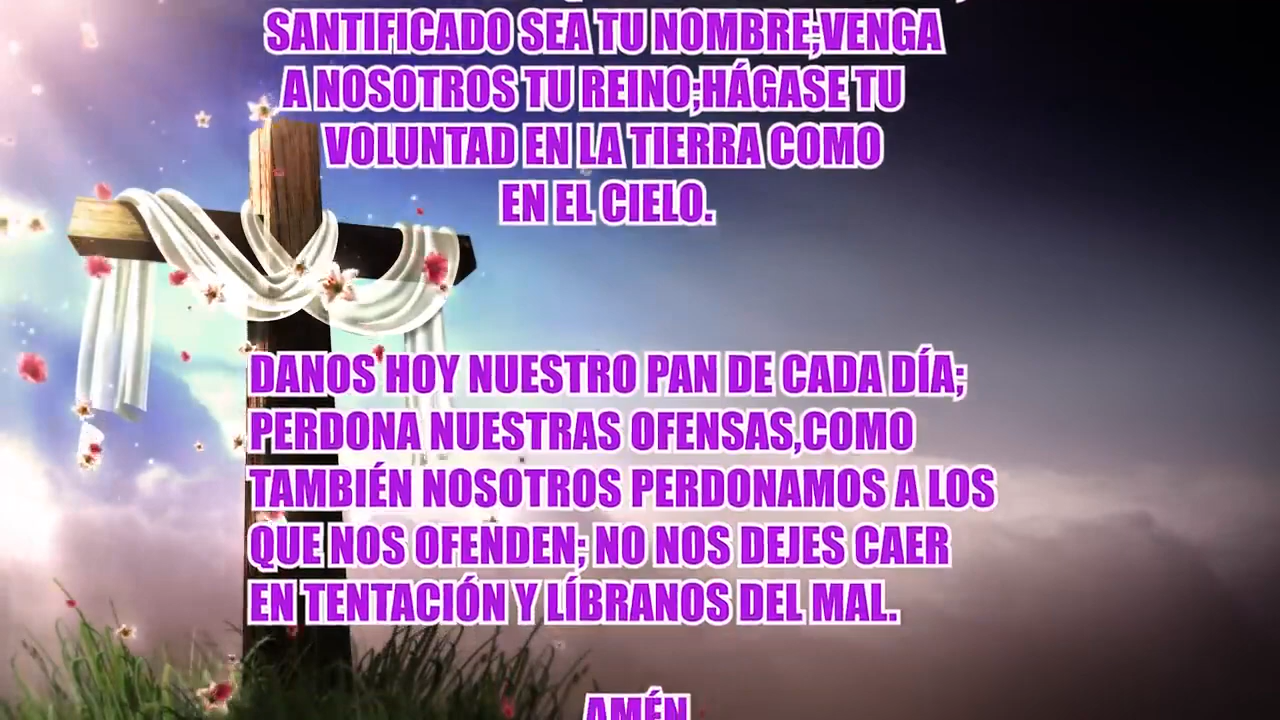 SANTIFICADO SEA TU NOMBRE;VENGA
A NOSOTROS TU REINO;HÁGASE TU
VOLUNTAD EN LA TIERRA COMO
EN EL CIELO.
DANOS HOY NUESTRO PAN DE CADA DÍA;
PERDONA NUESTRAS OFENSAS,COMO
TAMBIÉN NOSOTROS PERDONAMOS A LOS
QUE NOS OFENDEN; NO NOS DEJES CAER
EN TENTACIÓN Y LÍBRANOS DEL MAL.
AMÉN